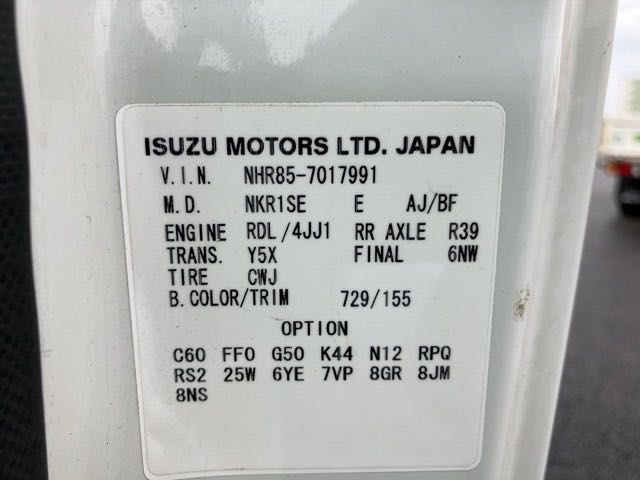 ISUZU MOTORS LTD. JAPAN
V.I.N. NHR85-7017991
M.D. NKR1SE E AJ/BF
ENGINE RDL/4JJ1 RR AXLE R39
TRANS. Y5X FINAL 6NW
TIRE CWJ
B.COLOR/TRIM 729/155
OPTION
C60 FF0 G50 K44 N12 RPQ
RS2 25W 6YE 7VP 8GR 8JM
8NS